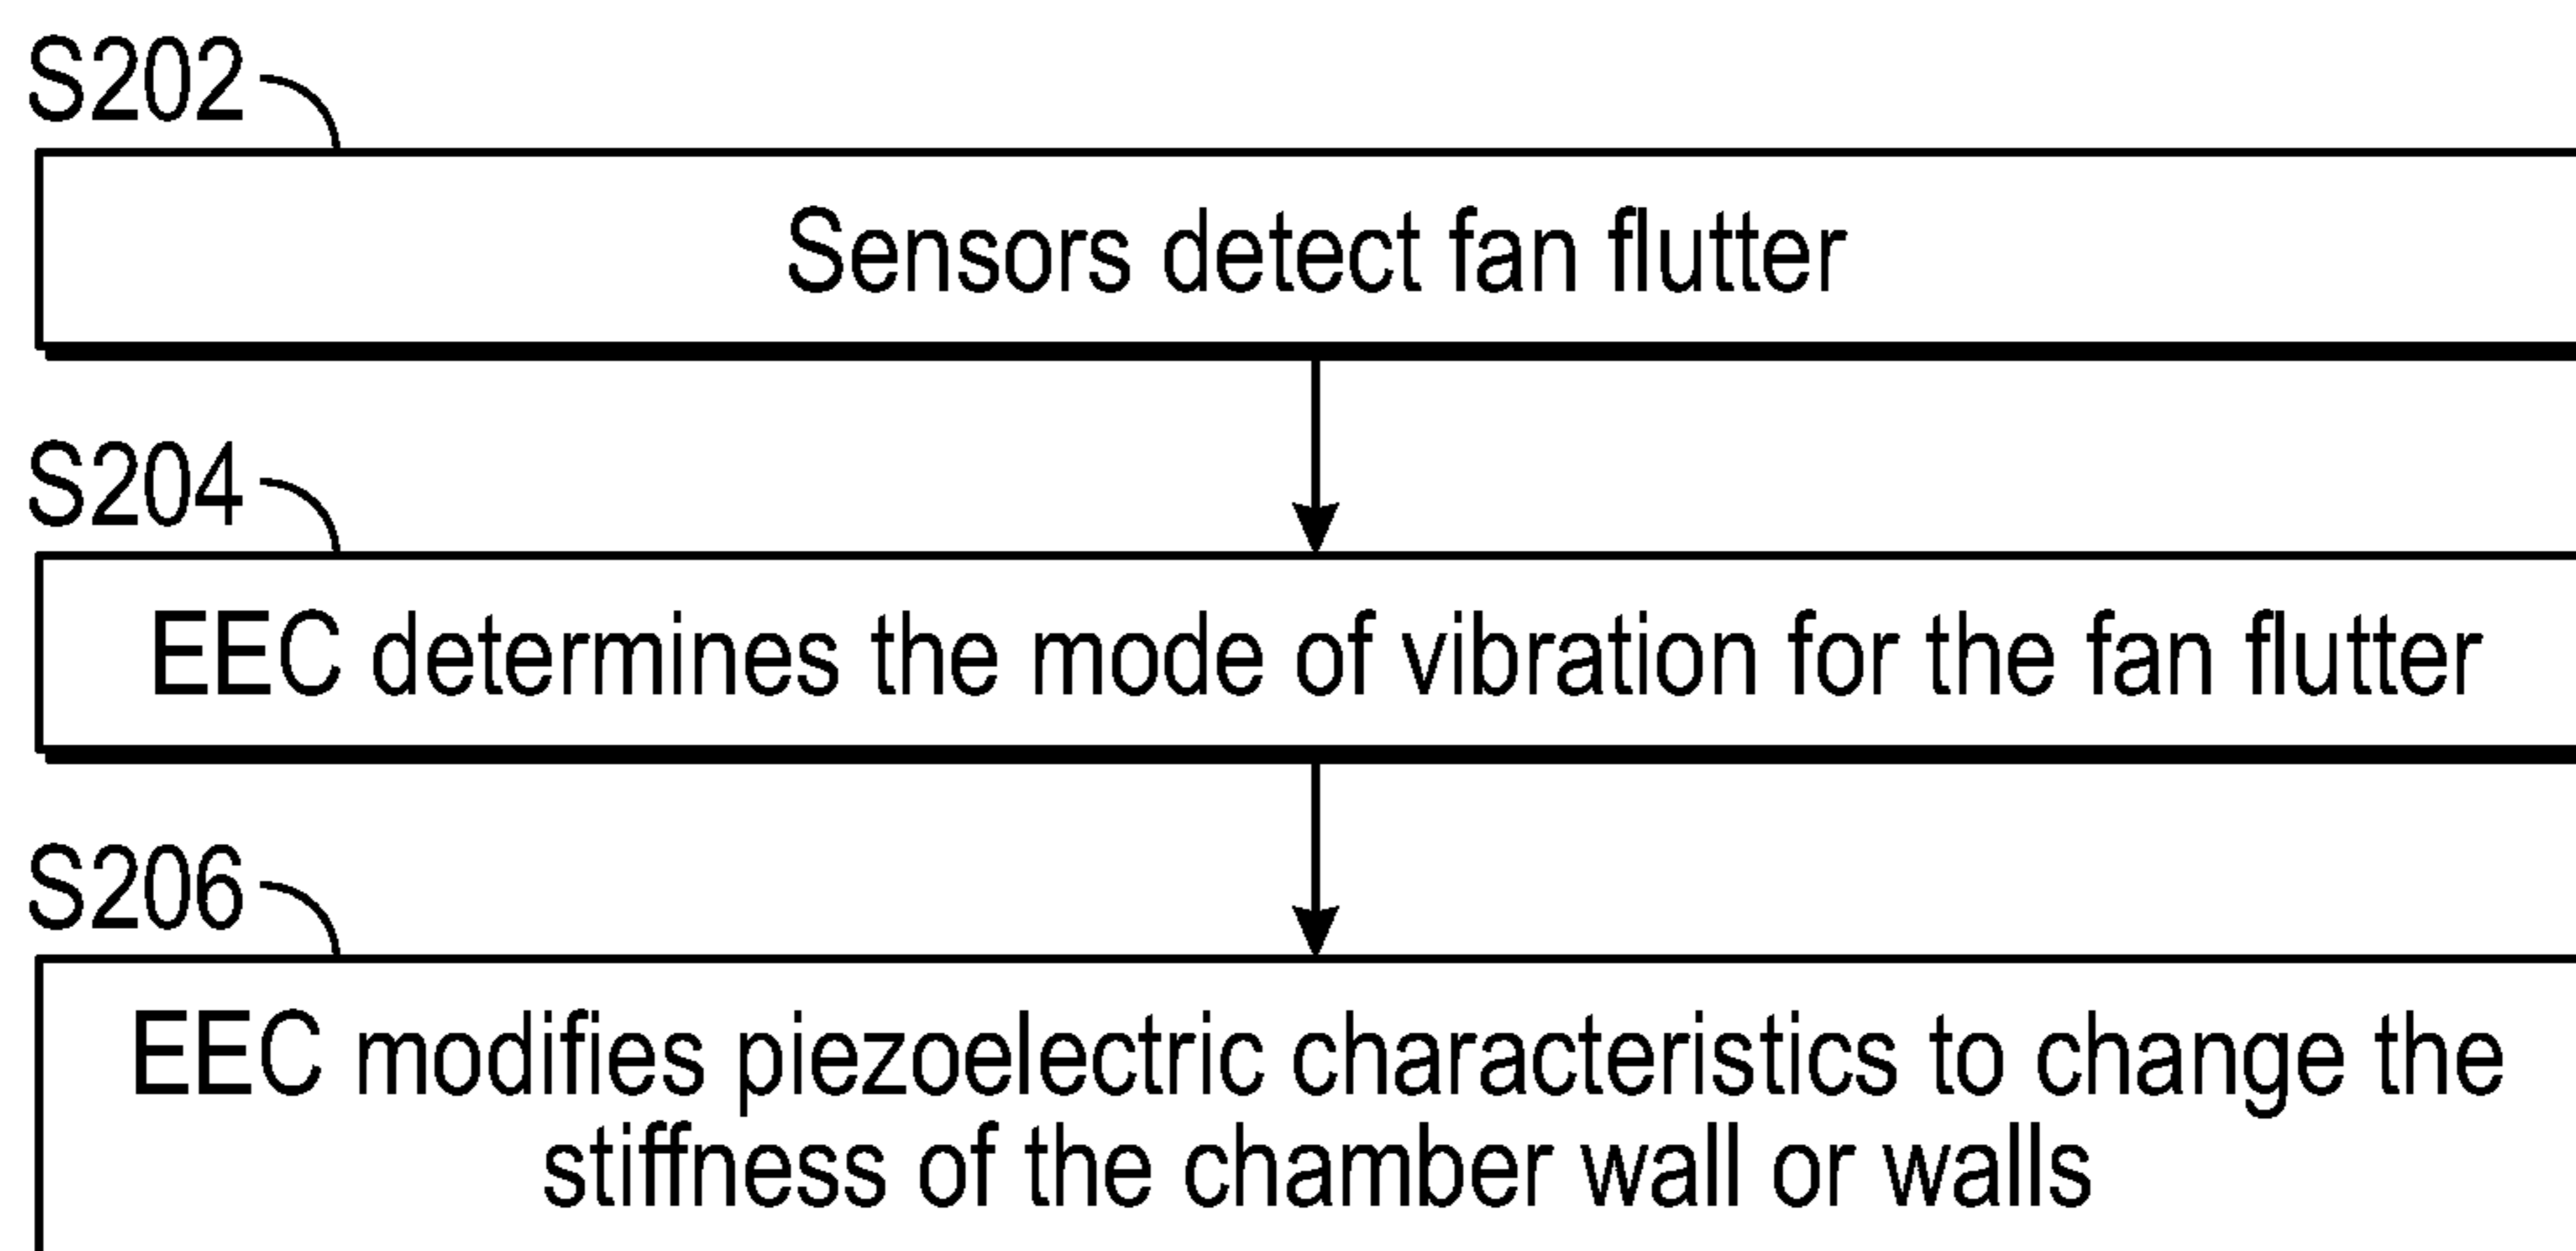 S202
Sensors detect fan flutter
S204
EEC determines the mode of vibration for the fan flutter
S206
EEC modifies piezoelectric characteristics to change the
stiffness of the chamber wall or walls